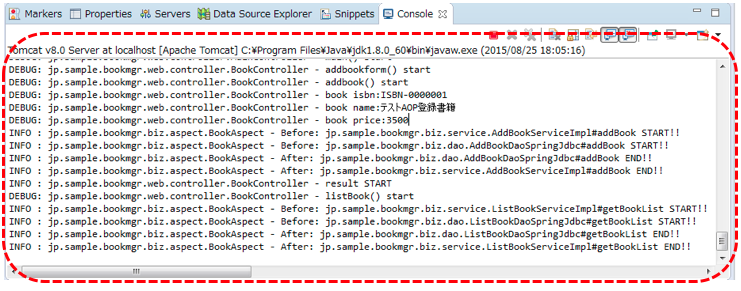 Markers Properties Servers Data Source Explorer Snippets Console
Tomcat v8.0 Server at localhost [Apache Tomcat] C:¥Program Files¥Java¥jdk1.8.0_60¥bin¥javaw.exe (2015/08/25 18:05:16)
DEBUG: jp.sample.bookmgr.web.controller.BookController - addbookform() start
DEBUG: jp.sample.bookmgr.web.controller.BookController - addbook() start
DEBUG: jp.sample.bookmgr.web.controller.BookController - book isbn:ISBN-0000001
DEBUG: jp.sample.bookmgr.web.controller.BookController - book name:テストAOP登録書籍
DEBUG: jp.sample.bookmgr.web.controller.BookController - book price:3500
INFO : jp.sample.bookmgr.biz.aspect.BookAspect - Before: jp.sample.bookmgr.biz.service.AddBookServiceImpl#addBook START!!
INFO : jp.sample.bookmgr.biz.aspect.BookAspect - Before: jp.sample.bookmgr.biz.dao.AddBookDaoSpringJdbc#addBook START!!
INFO : jp.sample.bookmgr.biz.aspect.BookAspect - After: jp.sample.bookmgr.biz.dao.AddBookDaoSpringJdbc#addBook END!!
INFO : jp.sample.bookmgr.biz.aspect.BookAspect - After: jp.sample.bookmgr.biz.service.AddBookServiceImpl#addBook END!!
INFO : jp.sample.bookmgr.web.controller.BookController - result START
DEBUG: jp.sample.bookmgr.web.controller.BookController - listBook() start
INFO : jp.sample.bookmgr.biz.aspect.BookAspect - Before: jp.sample.bookmgr.biz.service.ListBookServiceImpl#getBookList START!!
INFO : jp.sample.bookmgr.biz.aspect.BookAspect - Before: jp.sample.bookmgr.biz.dao.ListBookDaoSpringJdbc#getBookList START!!
INFO : jp.sample.bookmgr.biz.aspect.BookAspect - After: jp.sample.bookmgr.biz.dao.ListBookDaoSpringJdbc#getBookList END!!
INFO : jp.sample.bookmgr.biz.aspect.BookAspect - After: jp.sample.bookmgr.biz.service.ListBookServiceImpl#getBookList END!!